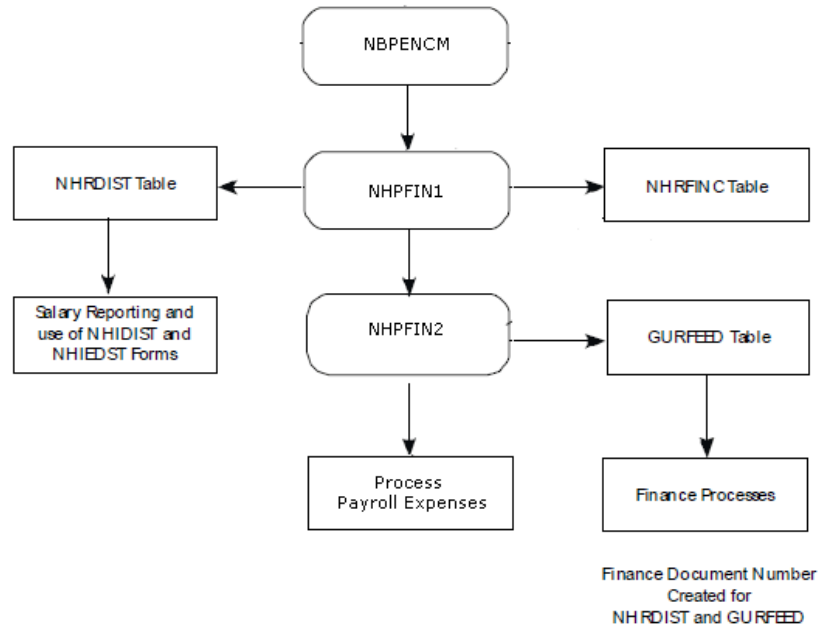 NBPENCM
NHRDIST Table
NHPFIN1
NHRFINC Table
Salary Reporting and
use of NHIDIST and
NHIEDST Forms
NHPFIN2
GURFEED Table
Process
Payroll Expenses
Finance Processes
Finance Document Number
Created for
NHRDIST and GURFEED